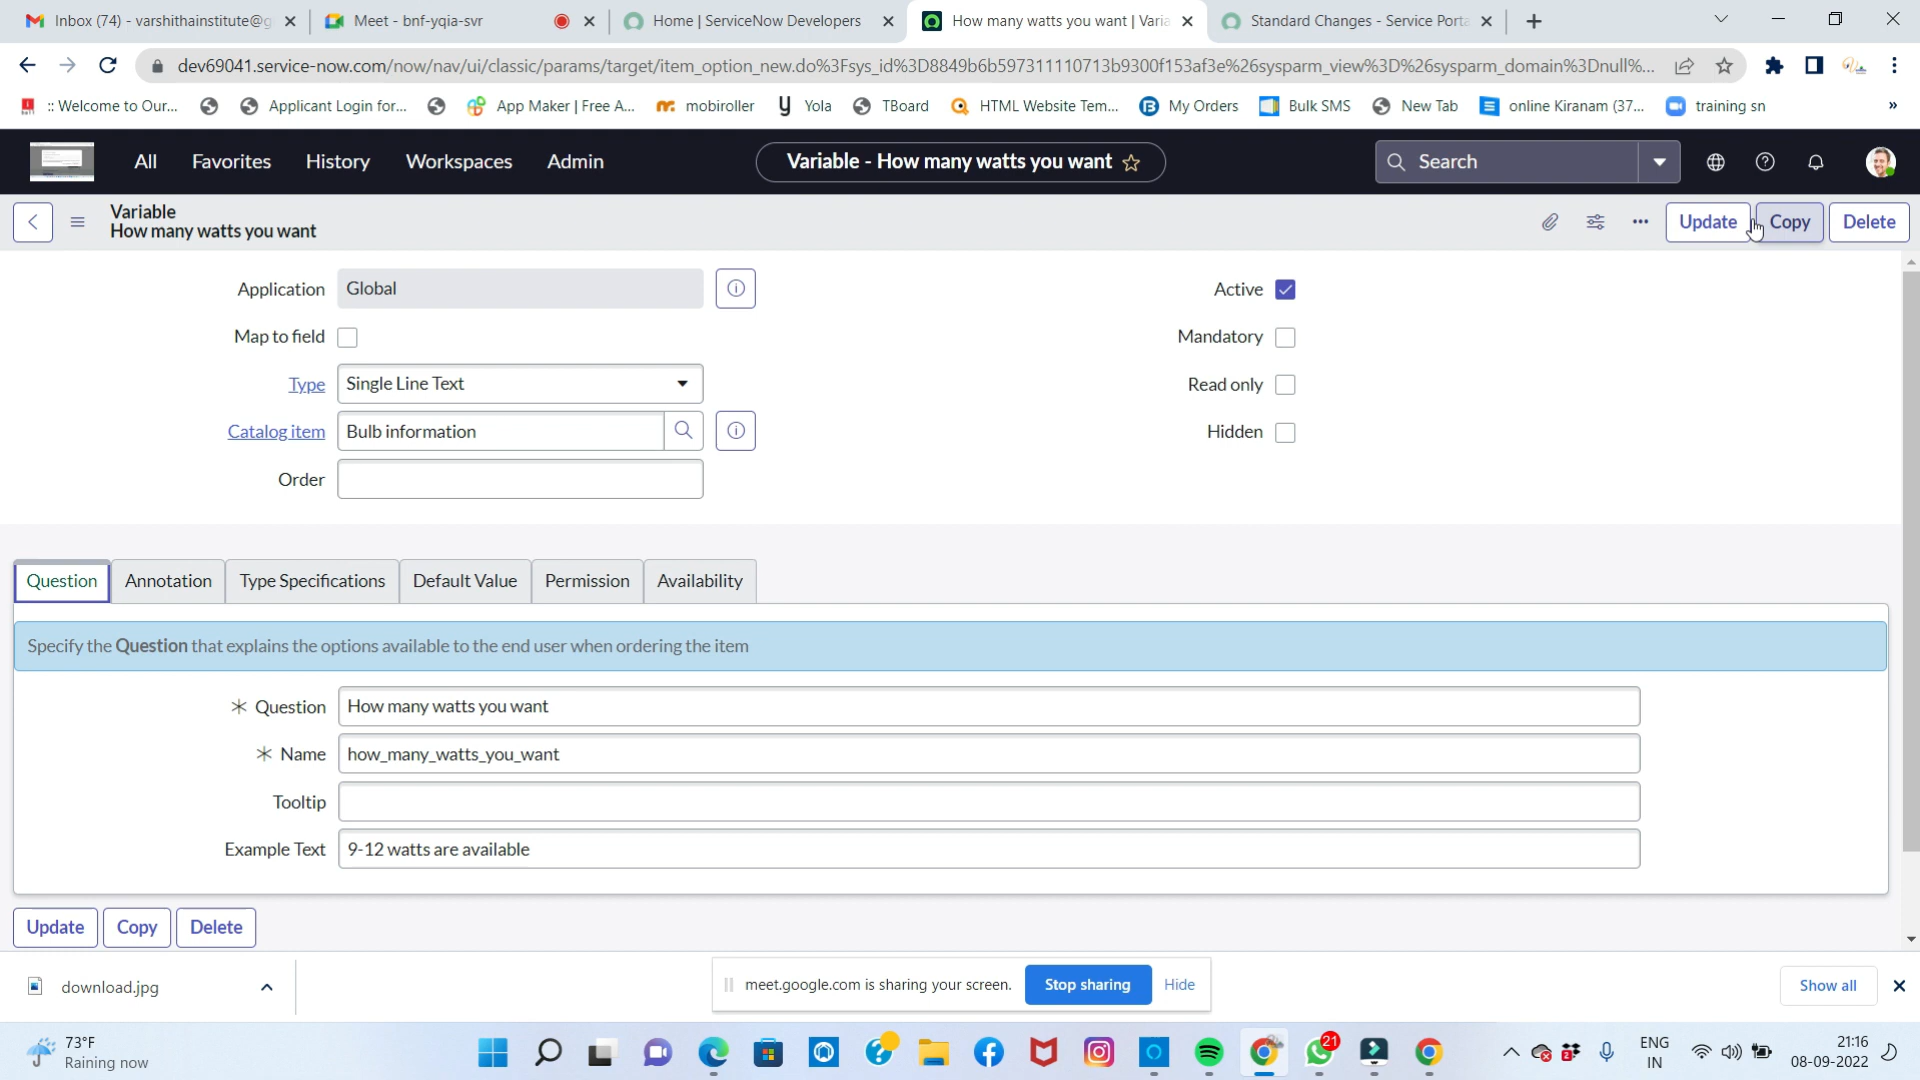 Inbox (74) - varshithainstitute@g
Meet - bnf-yqia-svr
Home | ServiceNow Developers
How many watts you want | Varia
Standard Changes - Service Porta
dev69041.service-now.com/now/nav/ui/classic/params/target/item_option_new.do%3Fsys_id%3D8849b6b597311110713b9300f153af3e%26sysparm_view%3D%26sysparm_domain%3Dnull%...
:: Welcome to Our...
Applicant Login for...
App Maker | Free A...
mobiroller
Yola
TBoard
HTML Website Tem...
My Orders
Bulk SMS
New Tab
online Kiranam (37...
training sn
»
All
Favorites
History
Workspaces
Admin
Variable - How many watts you want
Search
Variable
How many watts you want
Update
Copy
Delete
Application
Global
Active
Map to field
Mandatory
Type
Single Line Text
Read only
Catalog item
Bulb information
Hidden
Order
Question
Annotation
Type Specifications
Default Value
Permission
Availability
Specify the Question that explains the options available to the end user when ordering the item
Question
How many watts you want
Name
how_many_watts_you_want
Tooltip
Example Text
9-12 watts are available
Update
Copy
Delete
download.jpg
meet.google.com is sharing your screen.
Stop sharing
Hide
Show all
73°F
Raining now
21
ENG
IN
21:16
08-09-2022